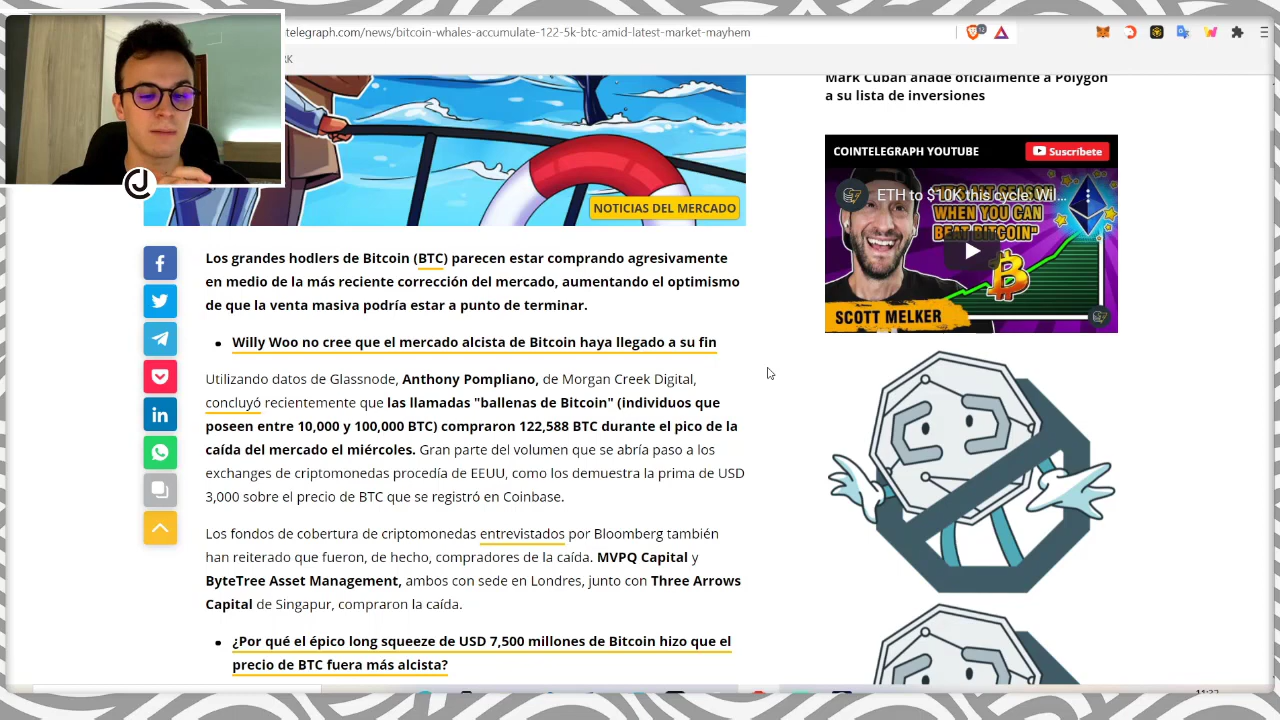 telegraph.com/news/bitcoin-whales-accumulate-122-5k-btc-amid-latest-market-mayhem
Mark Cuban añade oficialmente a Polygon
a su lista de inversiones
COINTELEGRAPH YOUTUBE
Suscríbete
ETH to $10K this cycle: Wil...
WHEN YOU CAN
BEAT BITCOIN"
SCOTT MELKER
NOTICIAS DEL MERCADO
Los grandes hodlers de Bitcoin (BTC) parecen estar comprando agresivamente
en medio de la más reciente corrección del mercado, aumentando el optimismo
de que la venta masiva podría estar a punto de terminar.
Willy Woo no cree que el mercado alcista de Bitcoin haya llegado a su fin
Utilizando datos de Glassnode, Anthony Pompliano, de Morgan Creek Digital,
concluyó recientemente que las llamadas "ballenas de Bitcoin" (individuos que
poseen entre 10,000 y 100,000 BTC) compraron 122,588 BTC durante el pico de la
caída del mercado el miércoles. Gran parte del volumen que se abría paso a los
exchanges de criptomonedas procedía de EEUU, como los demuestra la prima de USD
3,000 sobre el precio de BTC que se registró en Coinbase.
Los fondos de cobertura de criptomonedas entrevistados por Bloomberg también
han reiterado que fueron, de hecho, compradores de la caída. MVPQ Capital y
ByteTree Asset Management, ambos con sede en Londres, junto con Three Arrows
Capital de Singapur, compraron la caída.
¿Por qué el épico long squeeze de USD 7,500 millones de Bitcoin hizo que el
precio de BTC fuera más alcista?